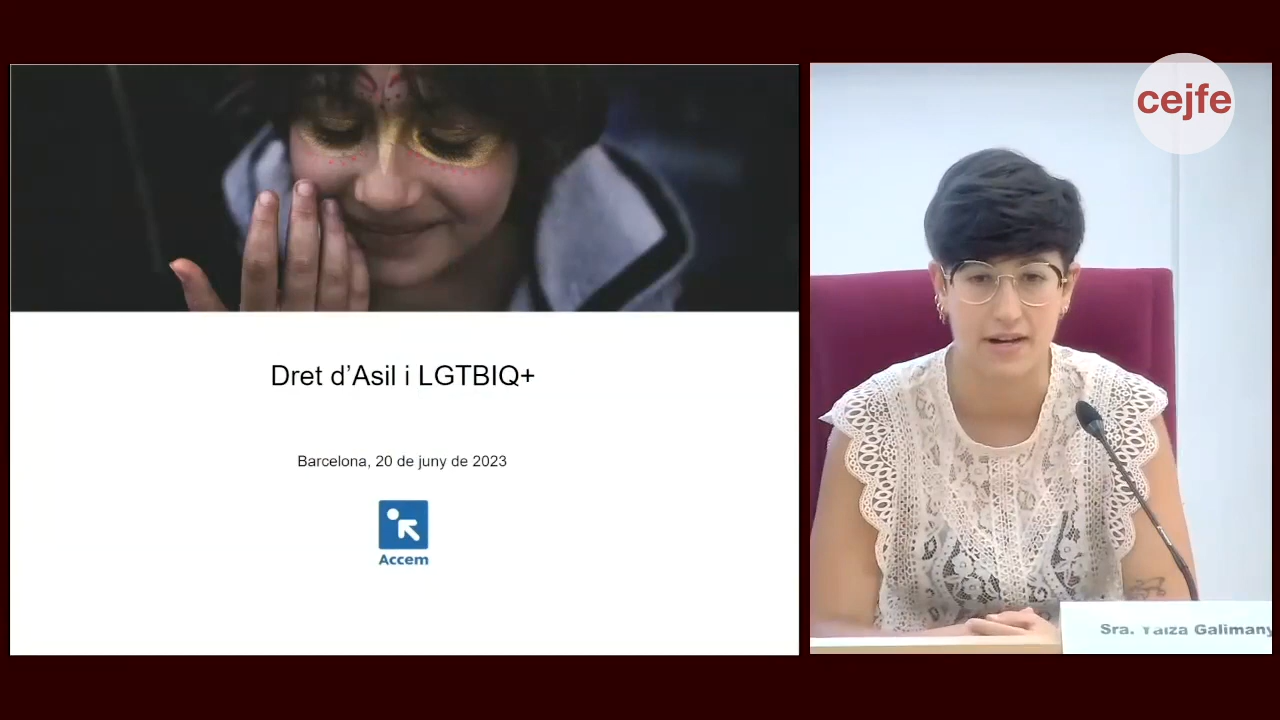 Dret d'Asil i LGTBIQ+
Barcelona, 20 de juny de 2023
Accem
cejfe
Sra. Yaiza Galimany